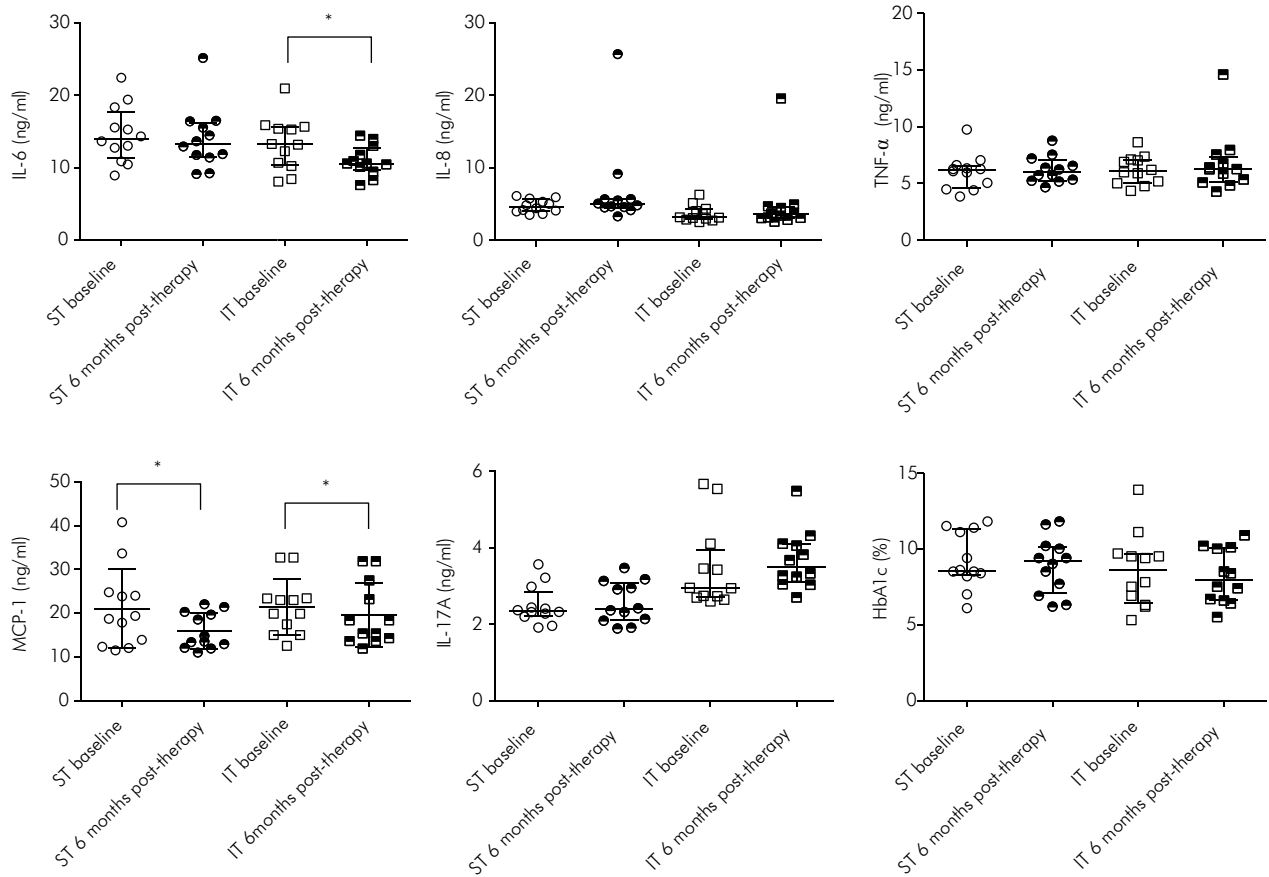 IL-6 (ng/ml)
30
20
10
0
*
ST baseline
ST 6 months post-therapy
IT baseline
IT 6 months post-therapy
IL-8 (ng/ml)
30
20
10
0
ST baseline
ST 6 months post-therapy
IT baseline
IT 6 months post-therapy
TNF-α (ng/ml)
20
15
10
5
0
ST baseline
ST 6 months post-therapy
IT baseline
IT 6 months post-therapy
MCP-1 (ng/ml)
50
40
30
20
10
0
*
*
ST baseline
ST 6 months post-therapy
IT baseline
IT 6months post-therapy
IL-17A (ng/ml)
6
4
2
0
ST baseline
ST 6 months post-therapy
IT baseline
IT 6 months post-therapy
HbA1c (%)
15
10
5
0
ST baseline
ST 6 months post-therapy
IT baseline
IT 6 months post-therapy